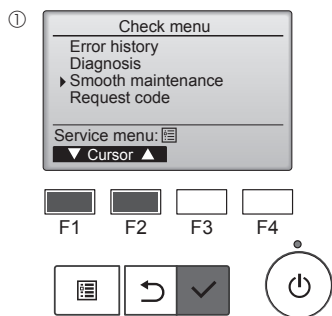 ①
Check menu
Error history
Diagnosis
Smooth maintenance
Request code
Service menu:
▼ Cursor ▲
F1 F2 F3 F4